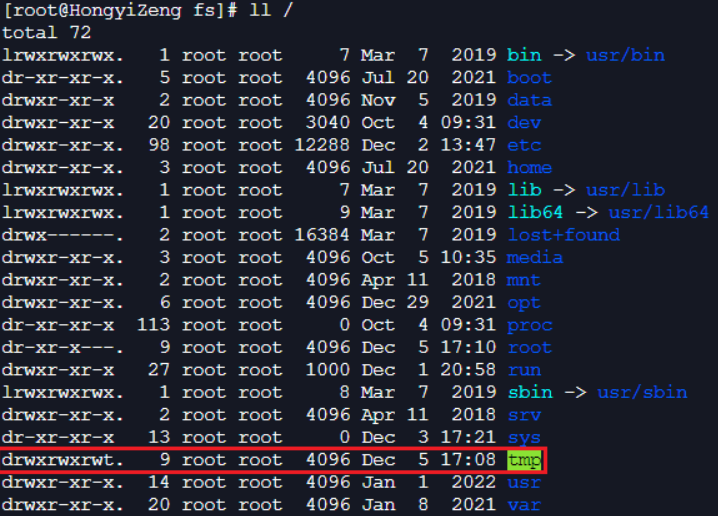 [root@HongyiZeng fs]# ll /
total 72
lrwxrwxrwx.   1 root root     7 Mar  7  2019 bin -> usr/bin
dr-xr-xr-x.   5 root root  4096 Jul 20  2021 boot
drwxr-xr-x    2 root root  4096 Nov  5  2019 data
drwxr-xr-x   20 root root  3040 Oct  4 09:31 dev
drwxr-xr-x.  98 root root 12288 Dec  2 13:47 etc
drwxr-xr-x.   3 root root  4096 Jul 20  2021 home
lrwxrwxrwx.   1 root root     7 Mar  7  2019 lib -> usr/lib
lrwxrwxrwx.   1 root root     9 Mar  7  2019 lib64 -> usr/lib64
drwx------.   2 root root 16384 Mar  7  2019 lost+found
drwxr-xr-x.   3 root root  4096 Oct  5 10:35 media
drwxr-xr-x.   2 root root  4096 Apr 11  2018 mnt
drwxr-xr-x.   6 root root  4096 Dec 29  2021 opt
dr-xr-xr-x  113 root root     0 Oct  4 09:31 proc
dr-xr-x---.   9 root root  4096 Dec  5 17:10 root
drwxr-xr-x   27 root root  1000 Dec  1 20:58 run
lrwxrwxrwx.   1 root root     8 Mar  7  2019 sbin -> usr/sbin
drwxr-xr-x.   2 root root  4096 Apr 11  2018 srv
dr-xr-xr-x   13 root root     0 Dec  3 17:21 sys
drwxrwxrwt.   9 root root  4096 Dec  5 17:08 tmp
drwxr-xr-x.  14 root root  4096 Jan  1  2022 usr
drwxr-xr-x.  20 root root  4096 Jan  8  2021 var